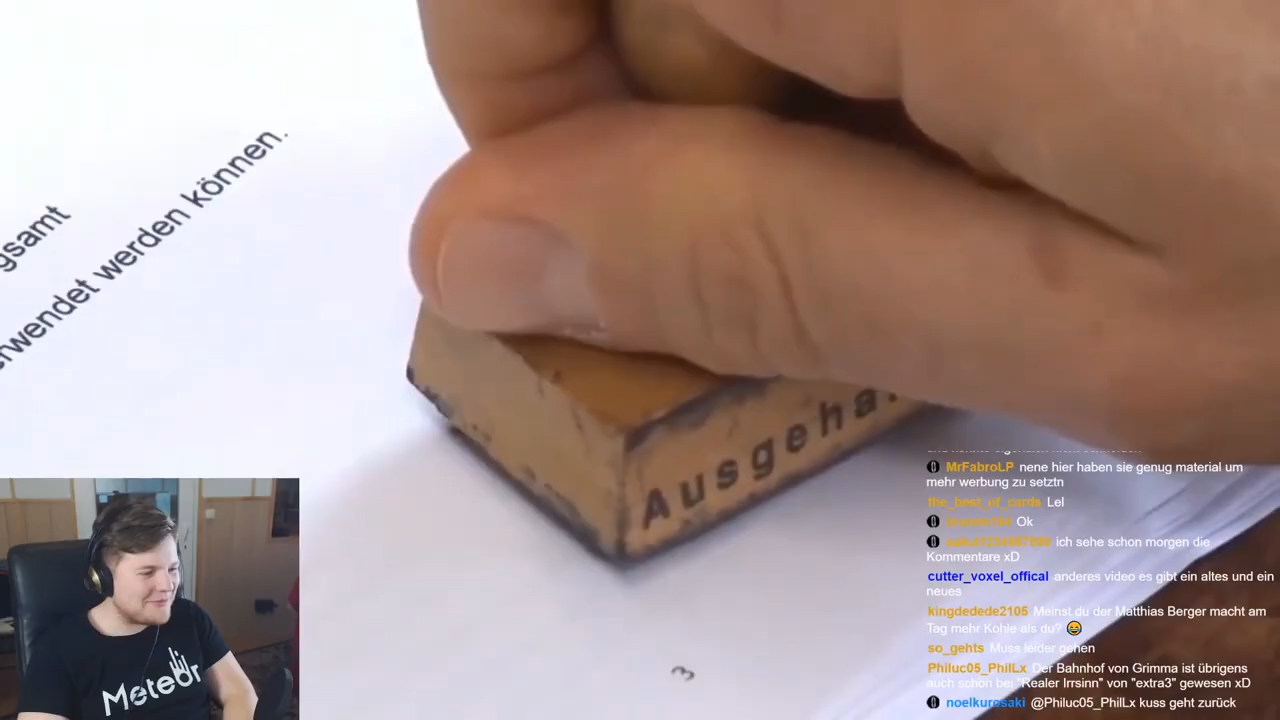 gsamt
rwendet werden können.
Ausgeha
3
Meteor
MrFabroLP nene hier haben sie genug material um
mehr werbung zu setztn
the_best_of_cards Lel
Ok
ich sehe schon morgen die
Kommentare xD
cutter_voxel_offical anderes video es gibt ein altes und ein
neues
kingdedede2105 Meinst du der Matthias Berger macht am
Tag mehr Kohle als du?
so_gehts Muss leider gehen
Philuc05_PhilLx Der Bahnhof von Grimma ist übrigens
auch schon bei "Realer Irrsinn" von "extra3" gewesen xD
noelkurosaki @Philuc05_PhilLx kuss geht zurück